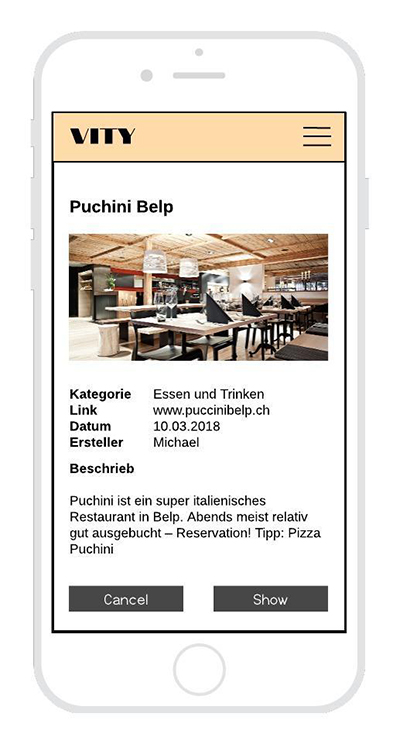 VITY
Puchini Belp
Kategorie Essen und Trinken
Link www.puccinibelp.ch
Datum 10.03.2018
Ersteller Michael
Beschrieb
Puchini ist ein super italienisches
Restaurant in Belp. Abends meist relativ
gut ausgebucht – Reservation! Tipp: Pizza
Puchini
Cancel Show